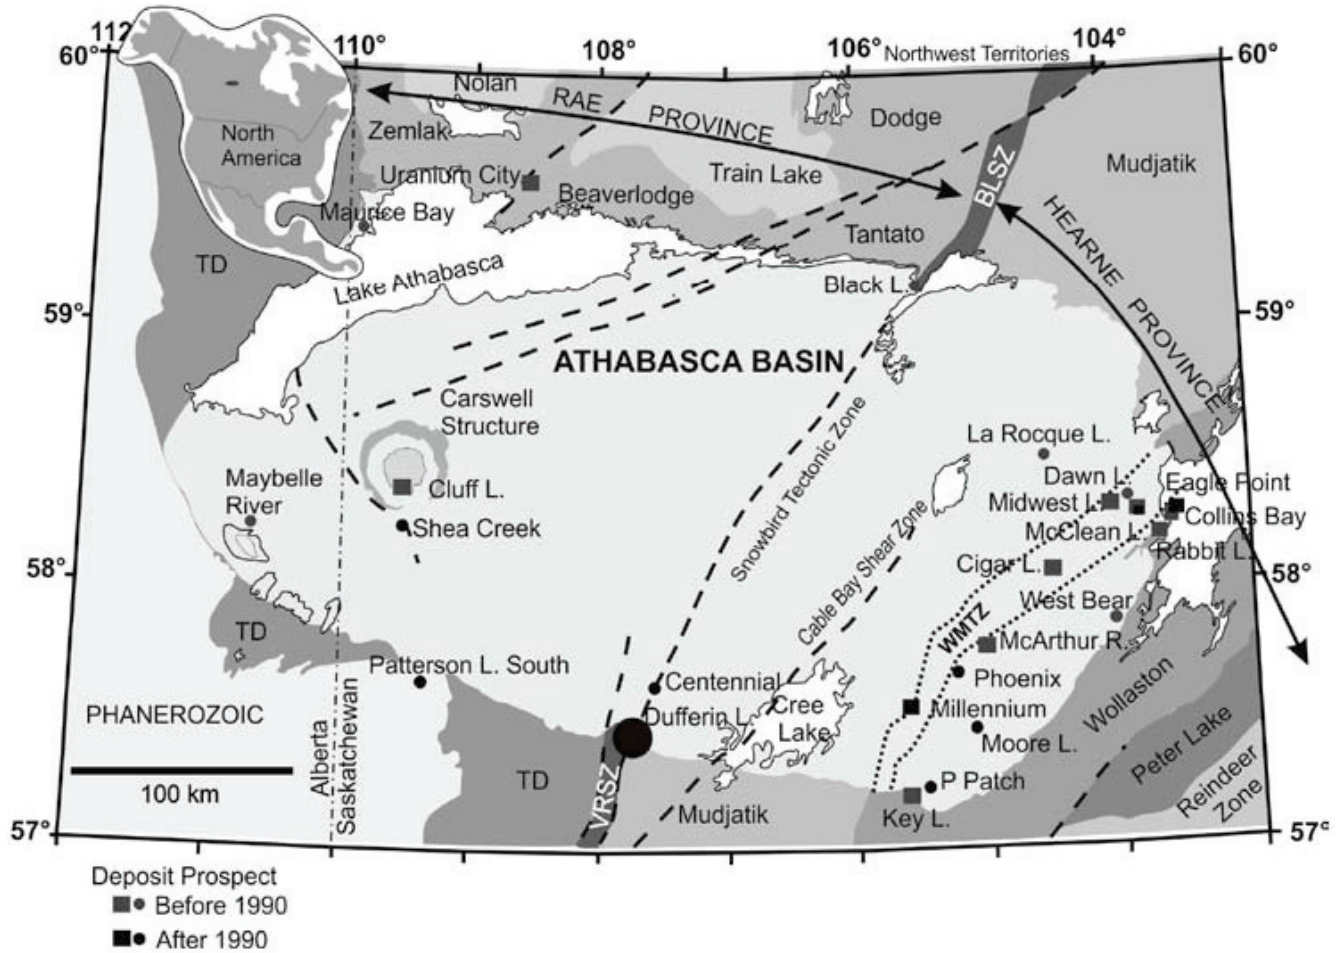 112
110°
108°
106°
104°
Northwest Territories
60°
60°
Nolan
RAE
PROVINCE
Zemlak
Dodge
North
America
Mudjatik
Uranium City
Train Lake
BLSZ
Beaverlodge
Maurice Bay
HEARNE PROVINCE
Tantato
TD
Lake Athabasca
Black L.
59°
59°
ATHABASCA BASIN
Carswell
Structure
Snowbird Tectonic Zone
La Rocque L.
Maybelle
River
Cluff L.
Dawn L.
Eagle Point
Midwest L.
Shea Creek
Collins Bay
McClean L.
Cable Bay Shear Zone
Rabbit L.
58°
58°
Cigar L.
West Bear
TD
WMTZ
McArthur R.
Patterson L. South
Phoenix
Centennial
Wollaston
PHANEROZOIC
Dufferin L.
Cree
Lake
Millennium
Moore L.
Peter Lake
Alberta
Saskatchewan
TD
VRSZ
P Patch
Reindeer
Zone
100 km
Mudjatik
Key L.
57°
57°
Deposit Prospect
Before 1990
After 1990